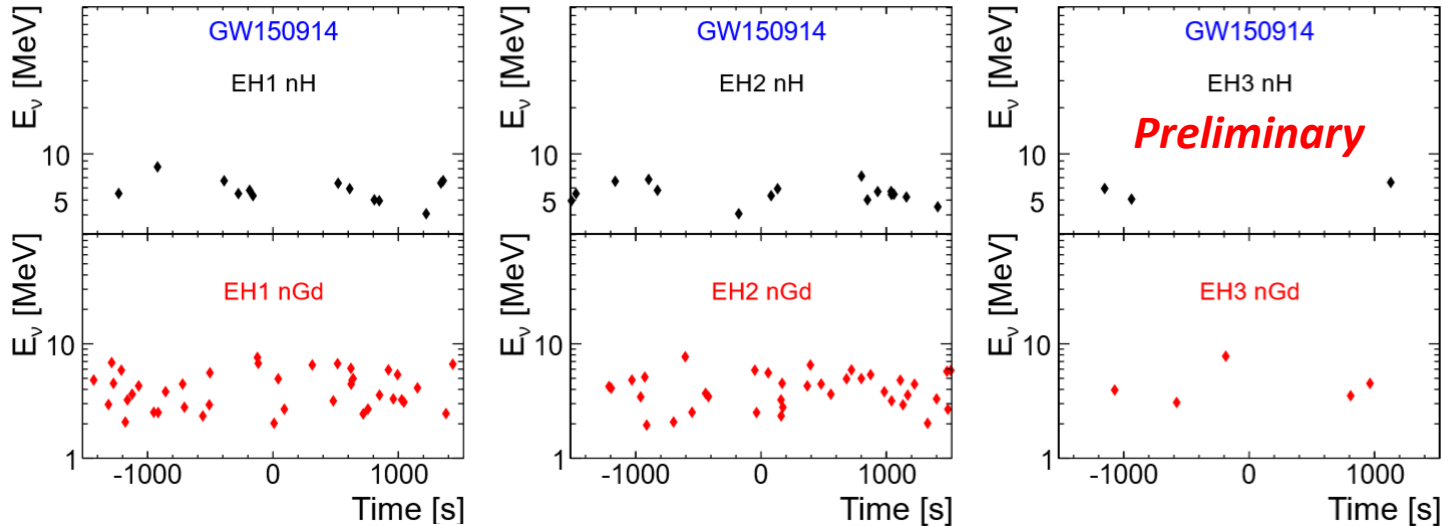 GW150914
EH1 nH
E_ν [MeV]
10
5
EH1 nGd
E_ν [MeV]
10
1
-1000 0 1000
Time [s]
GW150914
EH2 nH
E_ν [MeV]
10
5
EH2 nGd
E_ν [MeV]
10
1
-1000 0 1000
Time [s]
GW150914
EH3 nH
Preliminary
E_ν [MeV]
10
5
EH3 nGd
E_ν [MeV]
10
1
-1000 0 1000
Time [s]